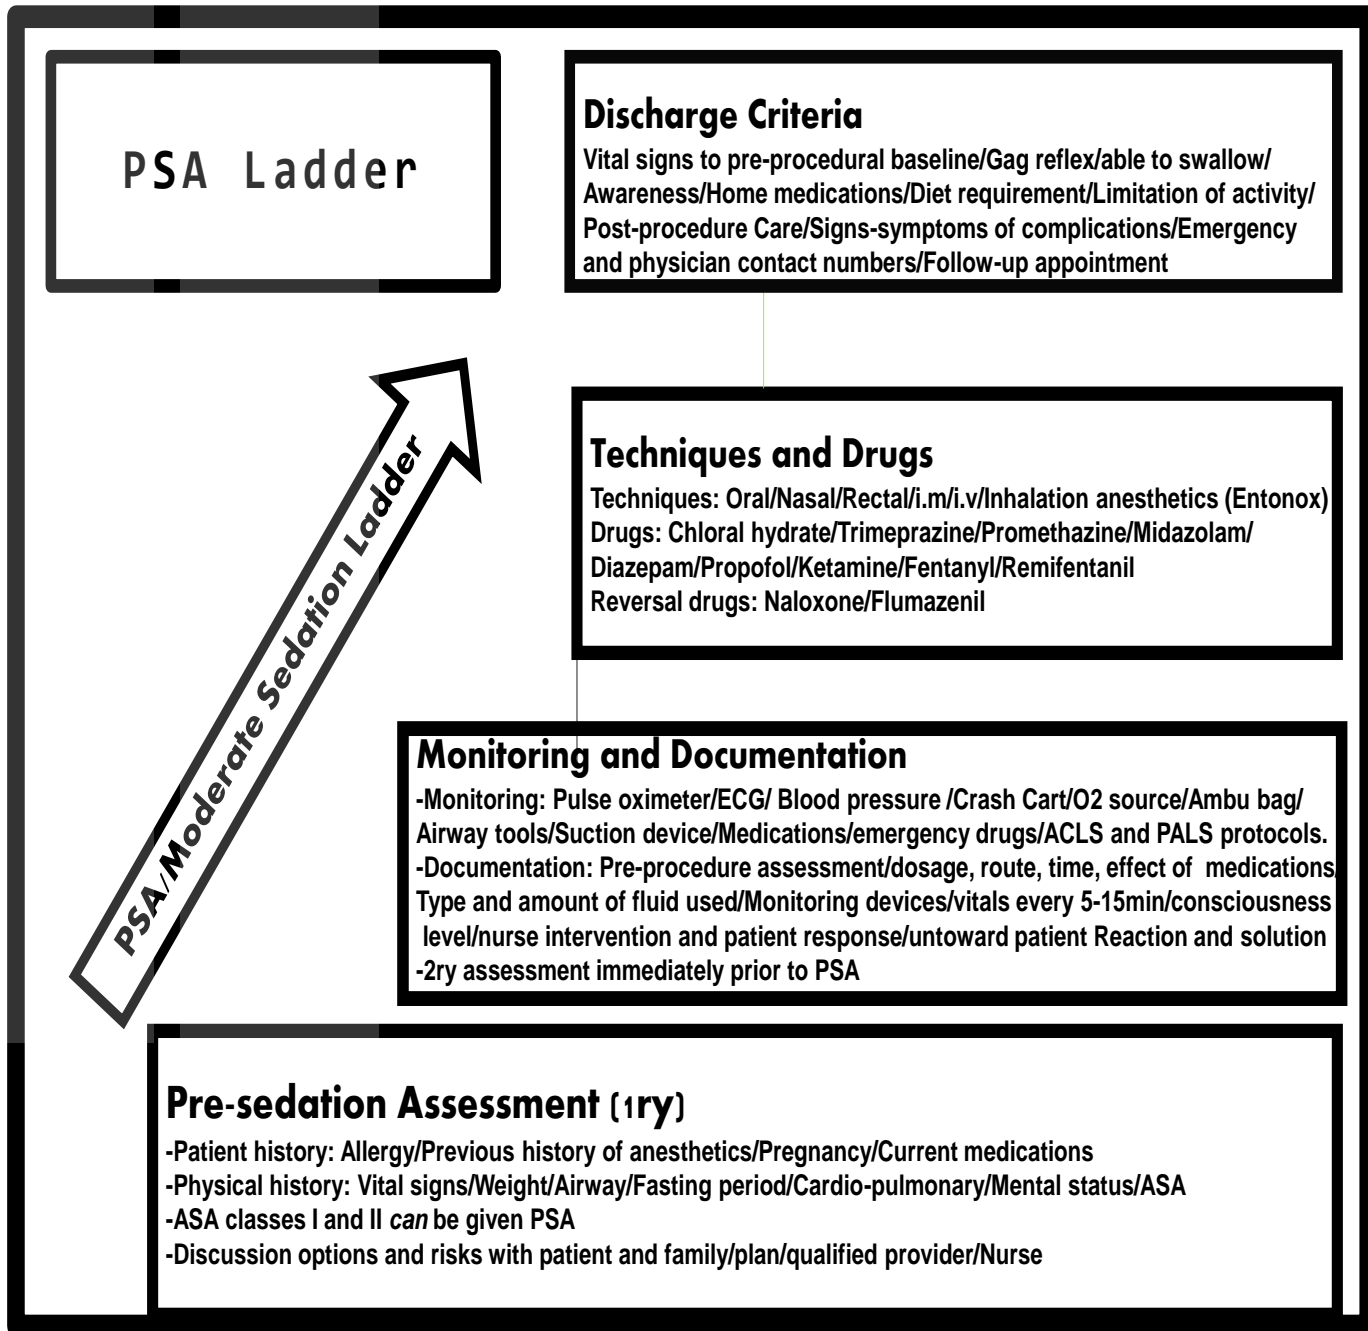 PSA Ladder
Discharge Criteria
Vital signs to pre-procedural baseline/Gag reflex/able to swallow/
Awareness/Home medications/Diet requirement/Limitation of activity/
Post-procedure Care/Signs-symptoms of complications/Emergency
and physician contact numbers/Follow-up appointment
PSA/Moderate Sedation Ladder
Techniques and Drugs
Techniques: Oral/Nasal/Rectal/i.m/i.v/Inhalation anesthetics (Entonox)
Drugs: Chloral hydrate/Trimeprazine/Promethazine/Midazolam/
Diazepam/Propofol/Ketamine/Fentanyl/Remifentanil
Reversal drugs: Naloxone/Flumazenil
Monitoring and Documentation
-Monitoring: Pulse oximeter/ECG/ Blood pressure /Crash Cart/O2 source/Ambu bag/
Airway tools/Suction device/Medications/emergency drugs/ACLS and PALS protocols.
-Documentation: Pre-procedure assessment/dosage, route, time, effect of  medications/
Type and amount of fluid used/Monitoring devices/vitals every 5-15min/consciousness
level/nurse intervention and patient response/untoward patient Reaction and solution
-2ry assessment immediately prior to PSA
Pre-sedation Assessment (1ry)
-Patient history: Allergy/Previous history of anesthetics/Pregnancy/Current medications
-Physical history: Vital signs/Weight/Airway/Fasting period/Cardio-pulmonary/Mental status/ASA
-ASA classes I and II can be given PSA
-Discussion options and risks with patient and family/plan/qualified provider/Nurse